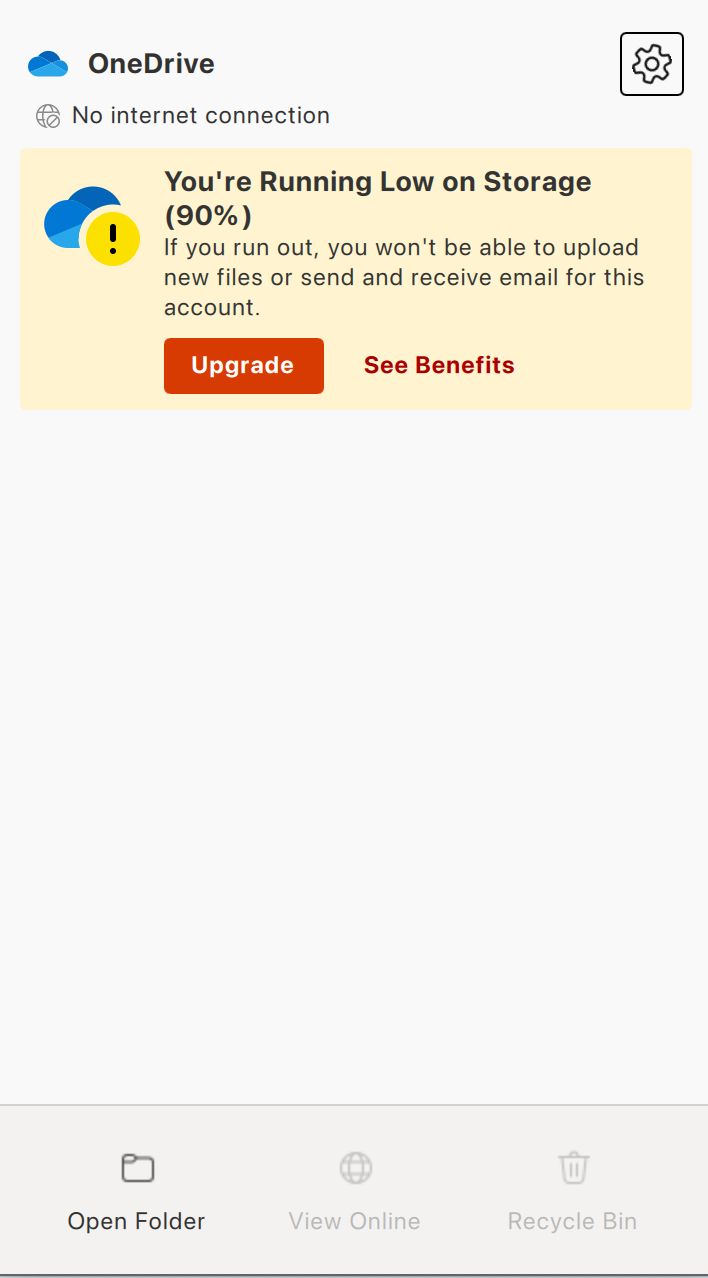 OneDrive
No internet connection
You're Running Low on Storage
(90%)
If you run out, you won't be able to upload
new files or send and receive email for this
account.
Upgrade
See Benefits
Open Folder
View Online
Recycle Bin